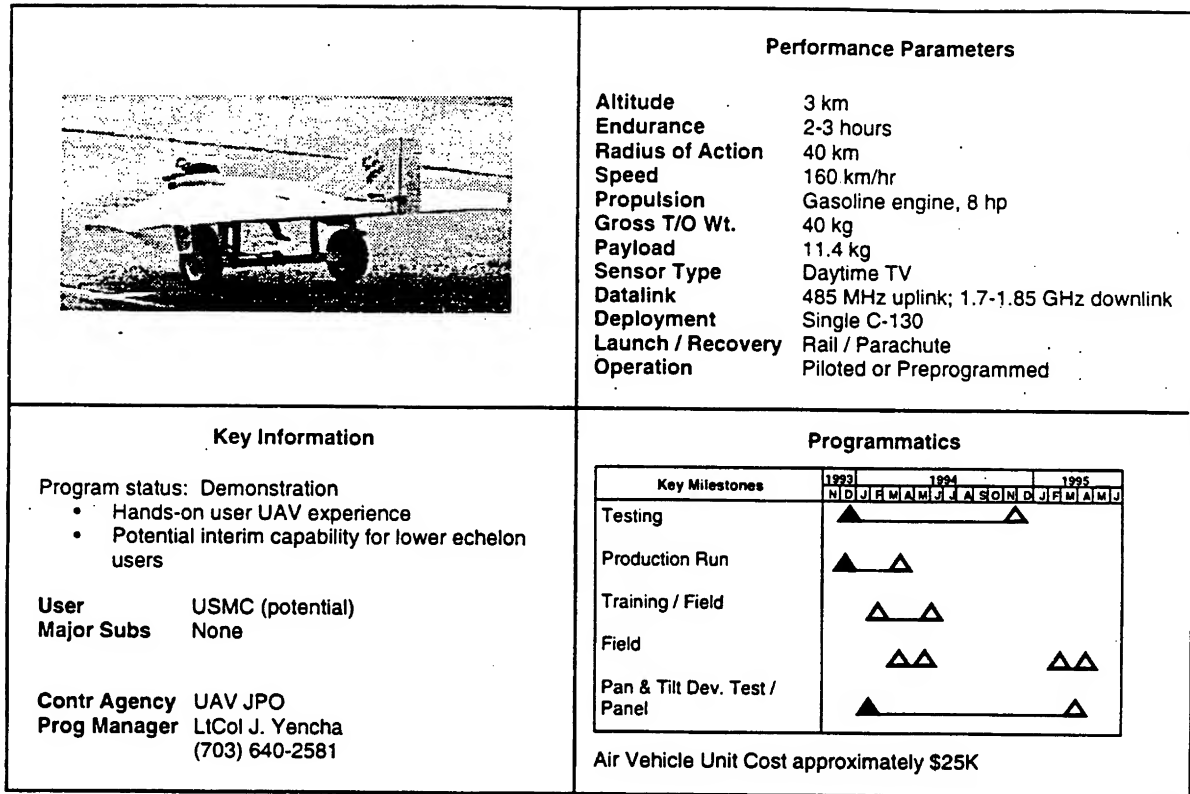 Performance Parameters
Altitude 3 km
Endurance 2-3 hours
Radius of Action 40 km
Speed 160 km/hr
Propulsion Gasoline engine, 8 hp
Gross T/O Wt. 40 kg
Payload 11.4 kg
Sensor Type Daytime TV
Datalink 485 MHz uplink; 1.7-1.85 GHz downlink
Deployment Single C-130
Launch / Recovery Rail / Parachute
Operation Piloted or Preprogrammed
Key Information
Program status: Demonstration
• Hands-on user UAV experience
• Potential interim capability for lower echelon
users
User USMC (potential)
Major Subs None
Contr Agency UAV JPO
Prog Manager LtCol J. Yencha
(703) 640-2581
Programmatics
Key Milestones 1993 1994 1995
N D J F M A M J J A S O N D J F M A M J
Testing
Production Run
Training / Field
Field
Pan & Tilt Dev. Test /
Panel
Air Vehicle Unit Cost approximately $25K